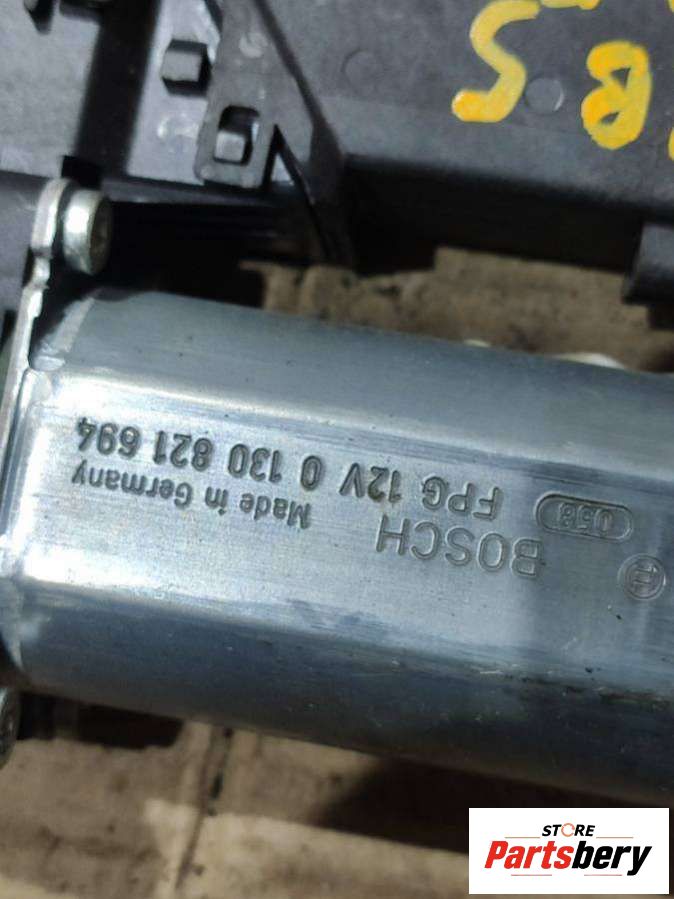 BOSCH
058 FPG 12V 0 130 821 694
Made in Germany
STORE
Partsbery